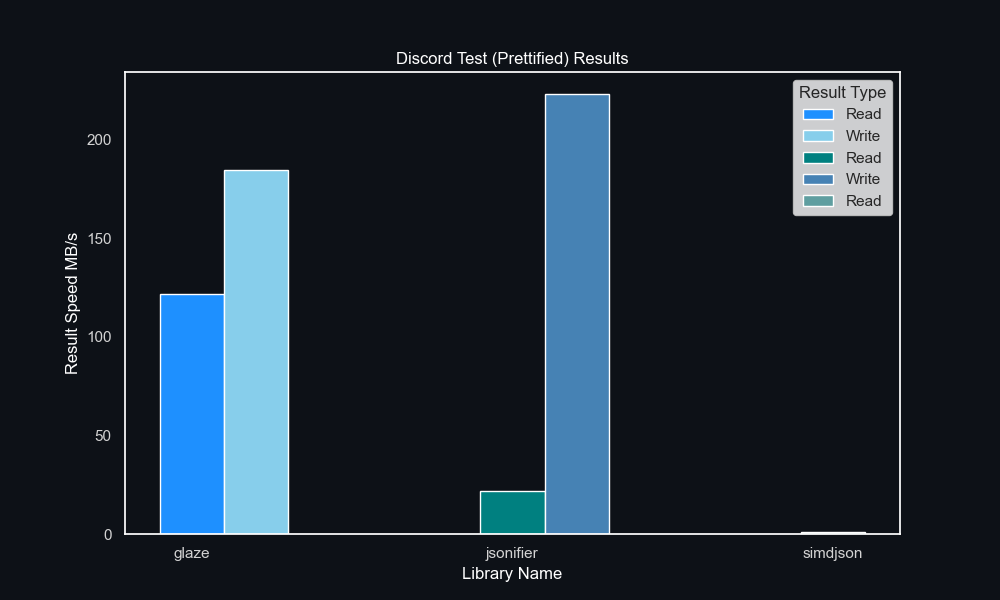 Discord Test (Prettified) Results
Result Type
Read
Write
Read
Write
Read
200
150
100
50
0
Result Speed MB/s
glaze
jsonifier
simdjson
Library Name